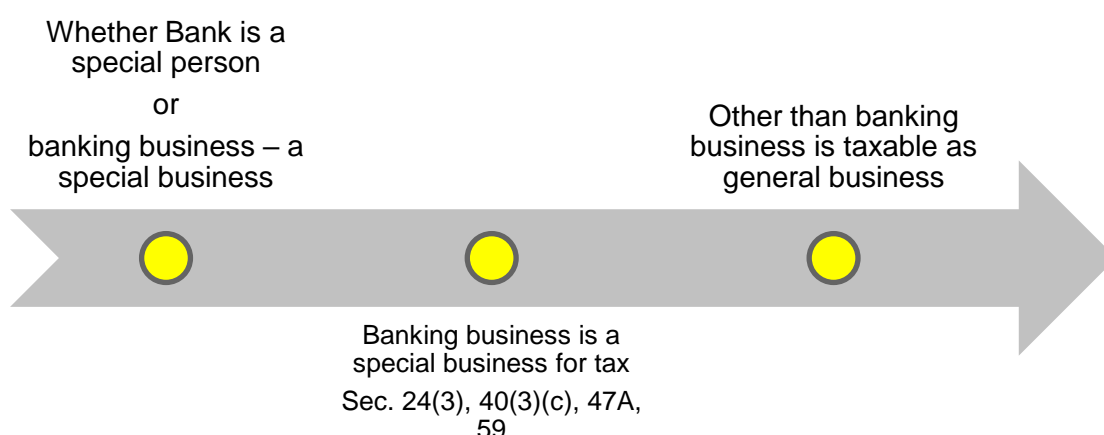 Whether Bank is a
special person
or
banking business – a
special business
Other than banking
business is taxable as
general business
Banking business is a
special business for tax
Sec. 24(3), 40(3)(c), 47A,
59